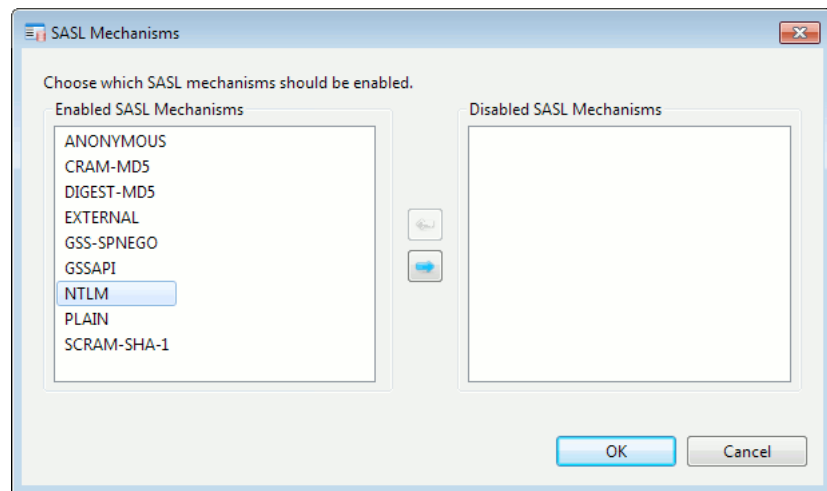 SASL Mechanisms
Choose which SASL mechanisms should be enabled.
Enabled SASL Mechanisms
ANONYMOUS
CRAM-MD5
DIGEST-MD5
EXTERNAL
GSS-SPNEGO
GSSAPI
NTLM
PLAIN
SCRAM-SHA-1
Disabled SASL Mechanisms
OK
Cancel